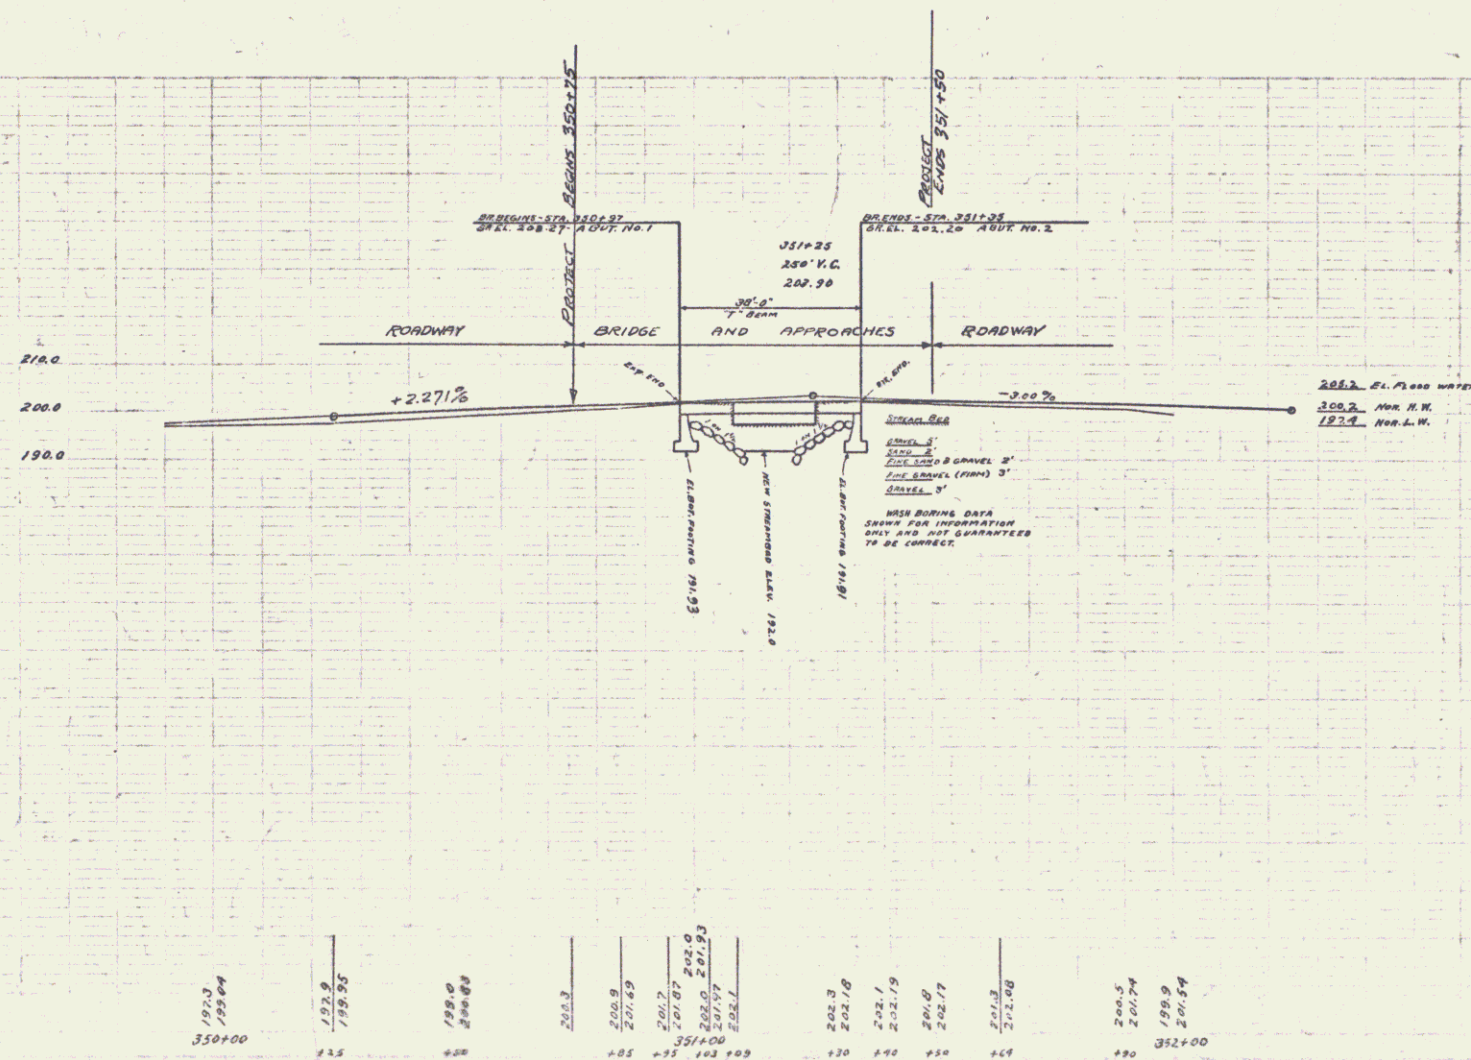 PROJECT BEGINS 350+75
PROJECT
ENDS 351+50
BR.BEGINS-STA. 350+97
GR.EL. 202.27- ABUT. NO.1
BR.ENDS-STA. 351+35
GR.EL. 202.20 ABUT. NO.2
351+25
250' V.C.
202.90
38'-0"
"T" BEAM
ROADWAY
BRIDGE AND APPROACHES
ROADWAY
210.0
200.0
190.0
EXP. END
FIX. END.
+2.271%
-3.00%
205.2 EL. FLOOD WATER
200.2 NOR. H.W.
197.4 NOR. L.W.
STREAM BED
GRAVEL 5'
SAND 2'
FINE SAND & GRAVEL 2'
FINE GRAVEL (FIRM) 3'
GRAVEL 3'
WASH BORING DATA
SHOWN FOR INFORMATION
ONLY AND NOT GUARANTEED
TO BE CORRECT.
EL.BOT.FOOTING 191.93
NEW STREAMBED ELEV. 192.0
EL.BOT.FOOTING 191.91
197.3
199.04
197.9
199.95
199.0
200.83
200.3
200.9
201.69
201.7
201.87
202.0
201.93
202.0
201.97
202.1
202.3
202.18
202.1
202.19
201.8
202.17
201.3
202.08
200.5
201.74
199.9
201.54
350+00
351+00
352+00
+25
+50
+85
+95
+03
+09
+30
+40
+50
+64
+90